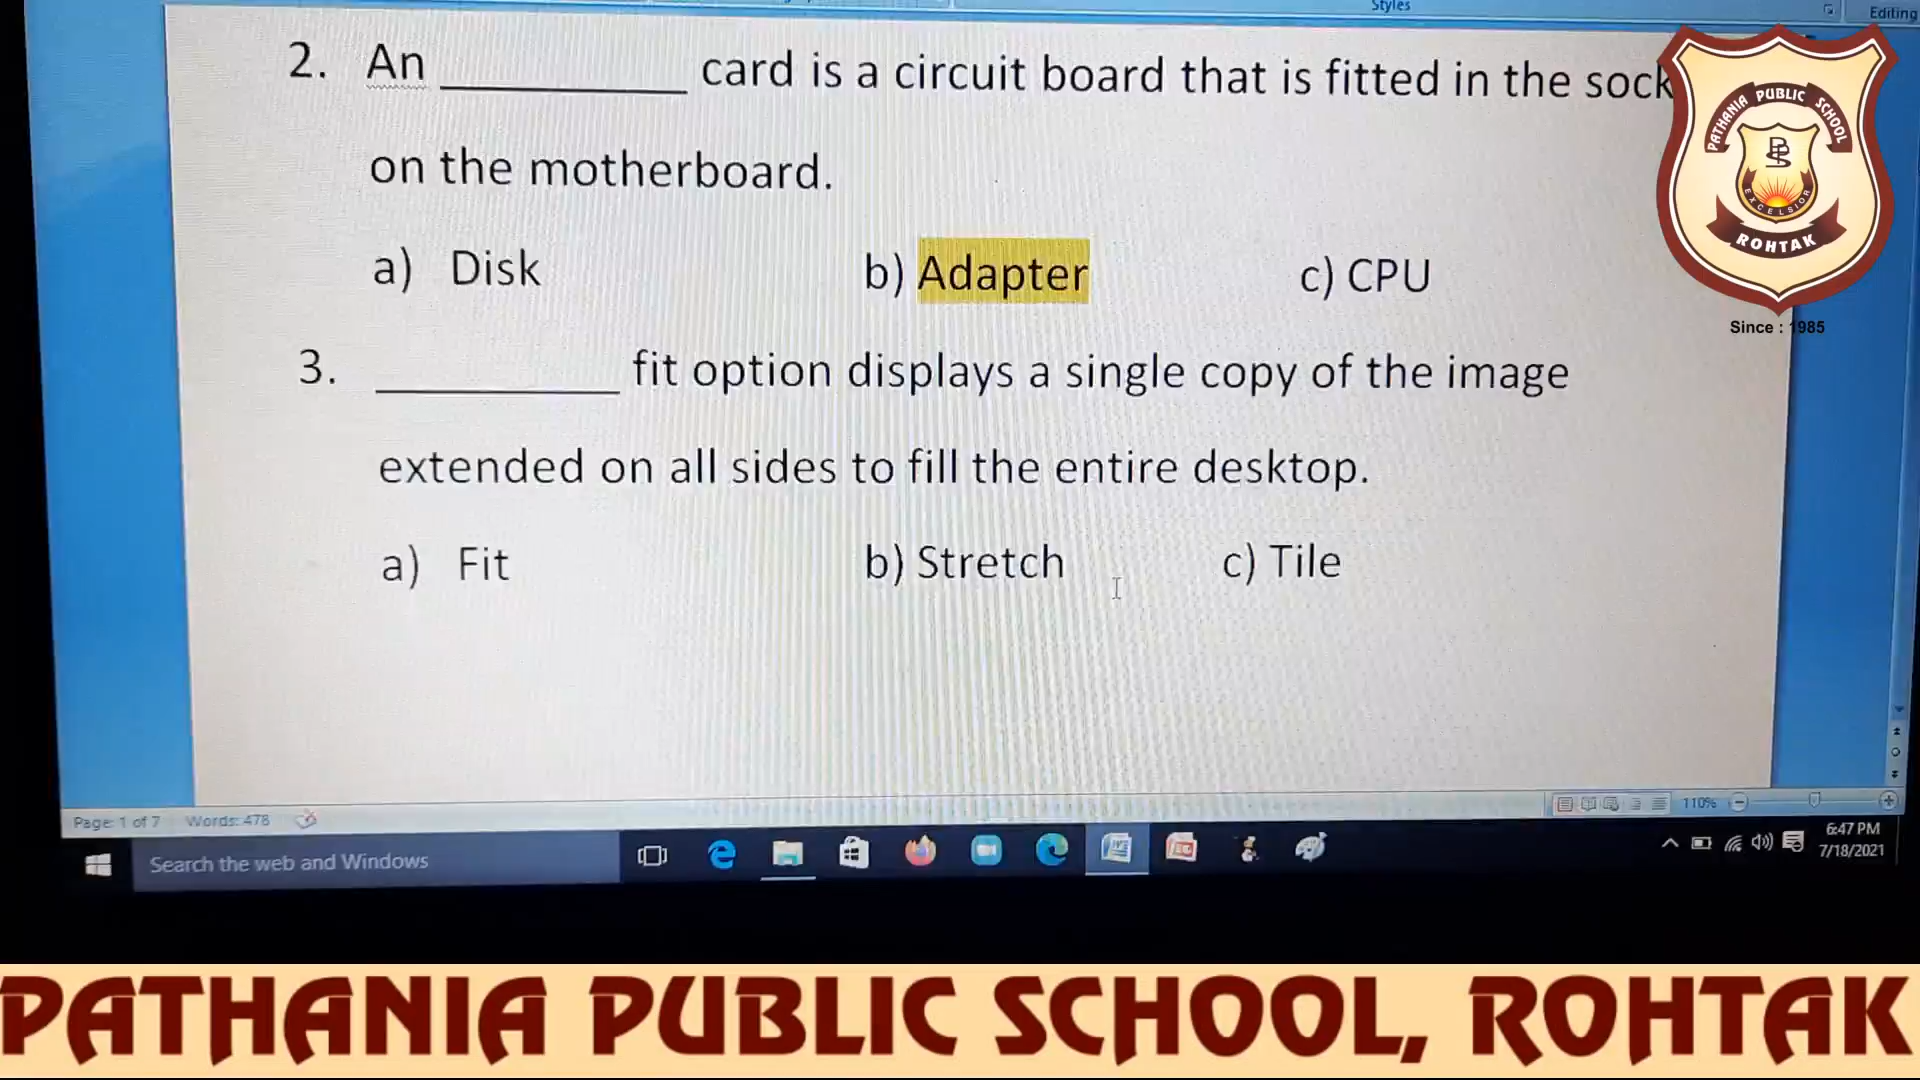 Styles
Editing
2. An __________ card is a circuit board that is fitted in the sock
on the motherboard.
a) Disk b) Adapter c) CPU
3. __________ fit option displays a single copy of the image
extended on all sides to fill the entire desktop.
a) Fit b) Stretch c) Tile
PATHANIA PUBLIC SCHOOL
EXCELSIOR
ROHTAK
Since : 1985
Page: 1 of 7 Words: 478 110%
Search the web and Windows
6:47 PM
7/18/2021
PATHANIA PUBLIC SCHOOL, ROHTAK